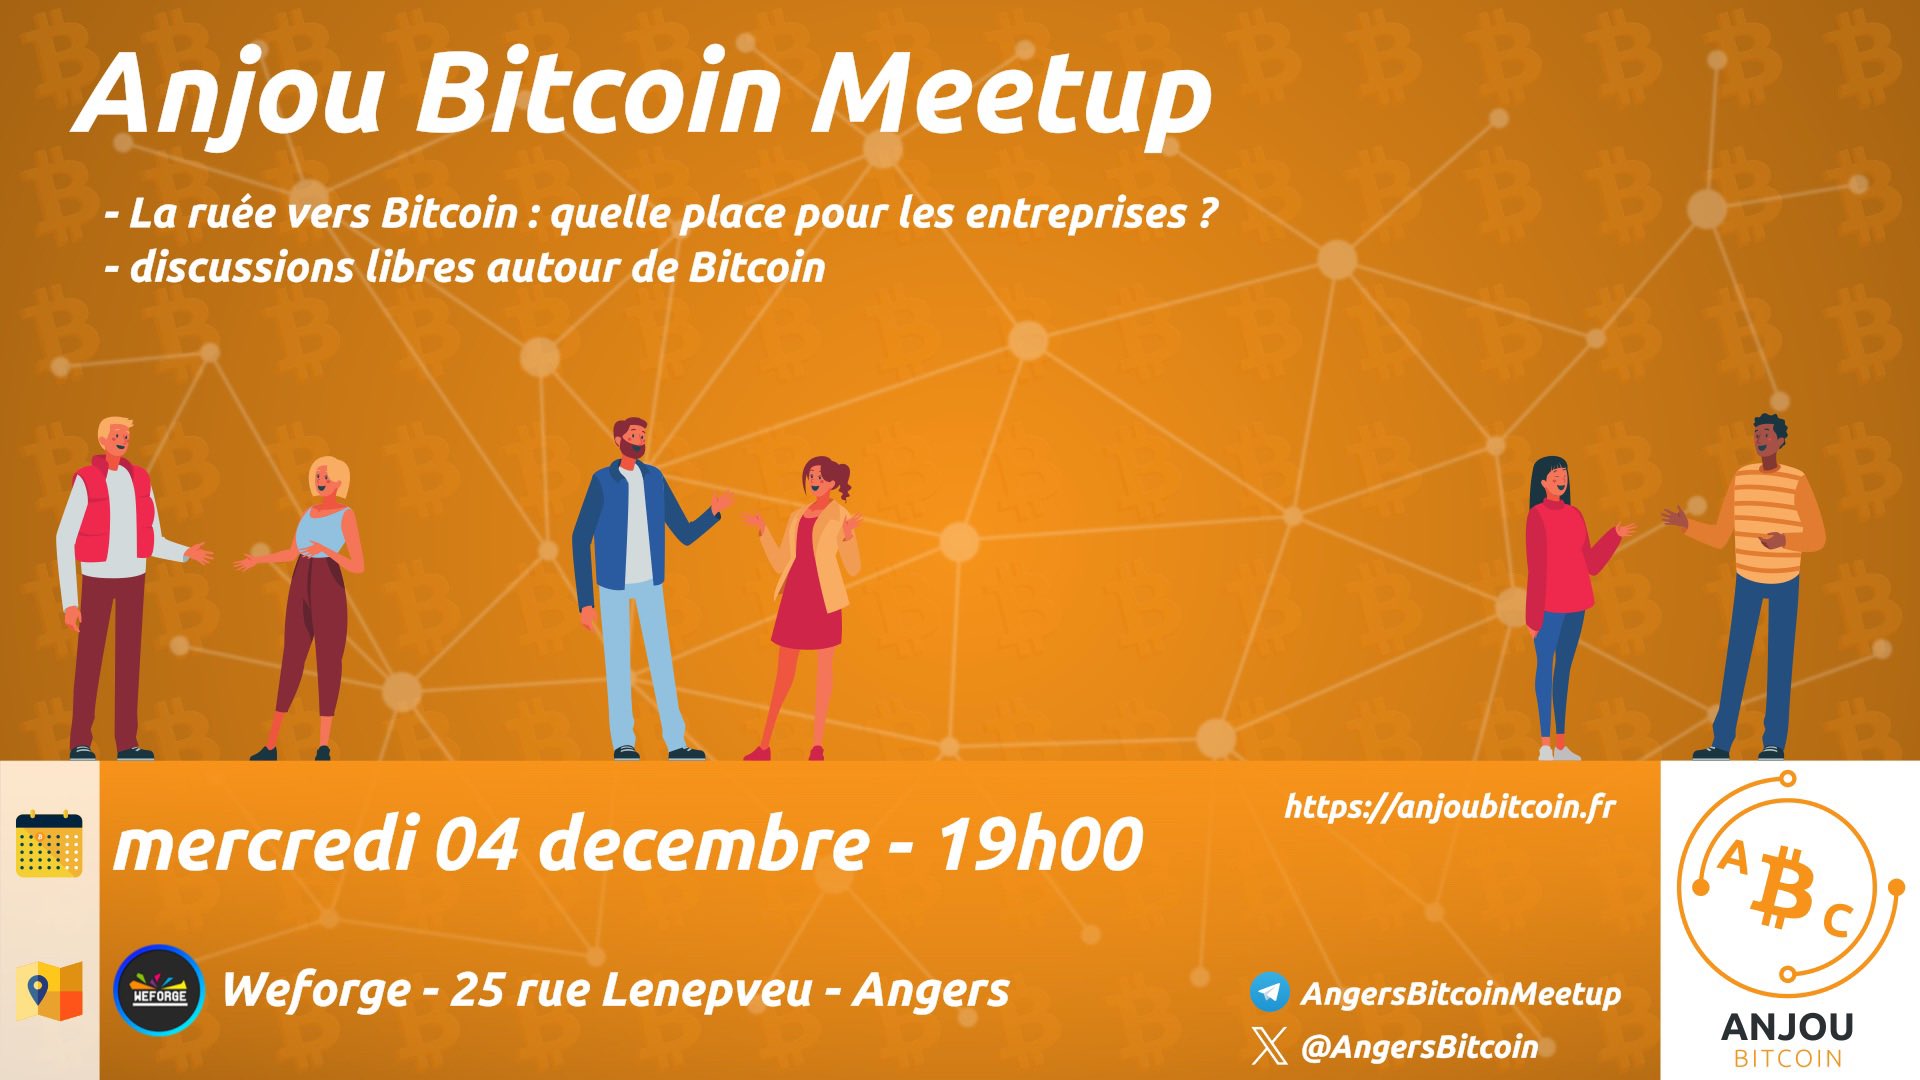 Anjou Bitcoin Meetup
- La ruée vers Bitcoin : quelle place pour les entreprises ?
- discussions libres autour de Bitcoin
mercredi 04 decembre - 19h00
https://anjoubitcoin.fr
WEFORGE
Weforge - 25 rue Lenepveu - Angers
AngersBitcoinMeetup
@AngersBitcoin
A ₿ C
ANJOU
BITCOIN